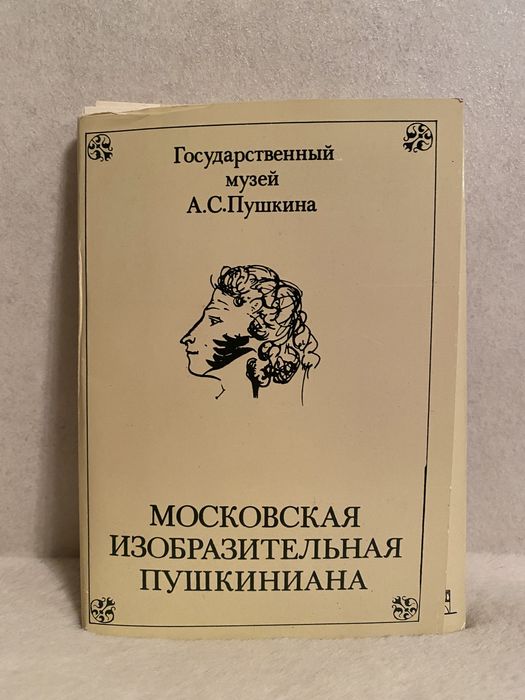 Государственный
музей
А.С.Пушкина
МОСКОВСКАЯ
ИЗОБРАЗИТЕЛЬНАЯ
ПУШКИНИАНА